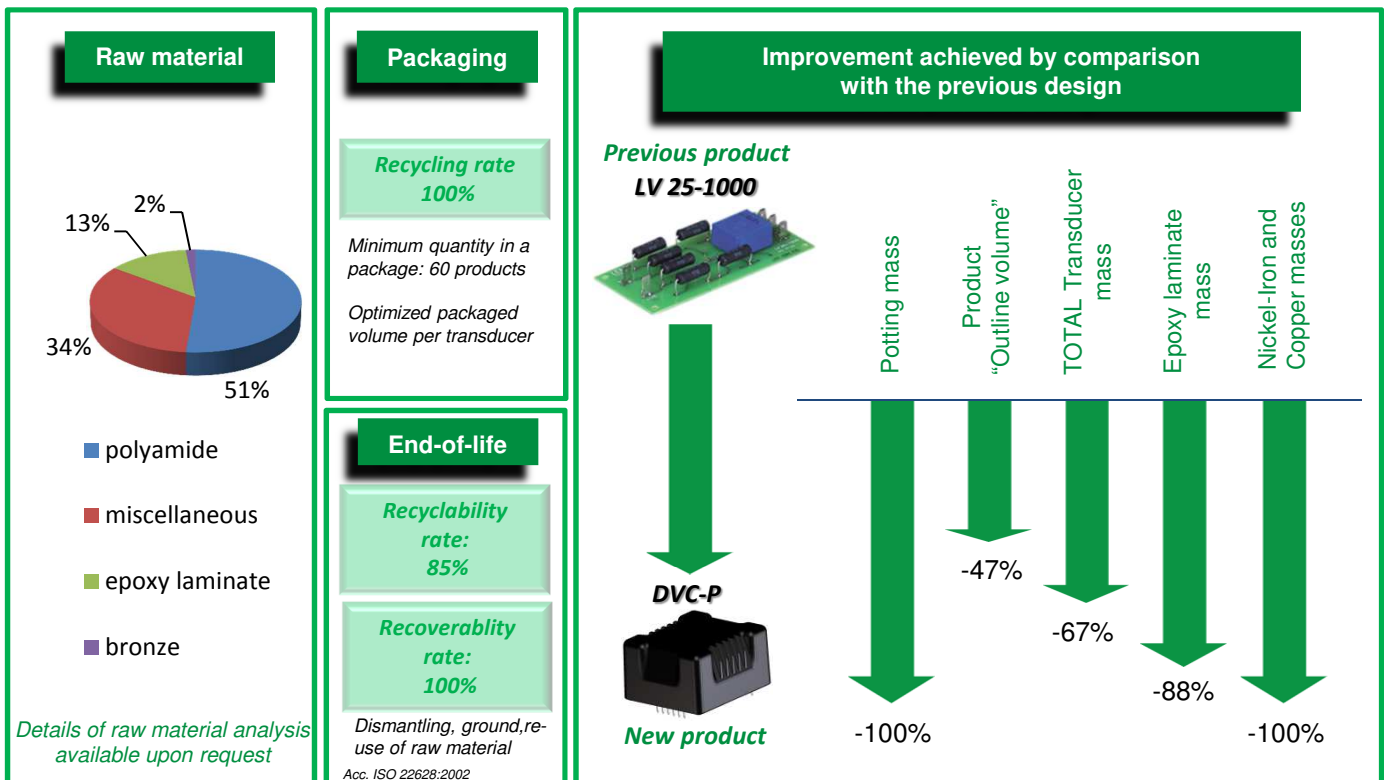 Raw material
13%
2%
34%
51%
polyamide
miscellaneous
epoxy laminate
bronze
Details of raw material analysis
available upon request
Packaging
Recycling rate
100%
Minimum quantity in a
package: 60 products
Optimized packaged
volume per transducer
End-of-life
Recyclability
rate:
85%
Recoverablity
rate:
100%
Dismantling, ground,re-
use of raw material
Acc. ISO 22628:2002
Improvement achieved by comparison
with the previous design
Previous product
LV 25-1000
DVC-P
New product
Potting mass
Product
“Outline volume”
TOTAL Transducer
mass
Epoxy laminate
mass
Nickel-Iron and
Copper masses
-100%
-47%
-67%
-88%
-100%